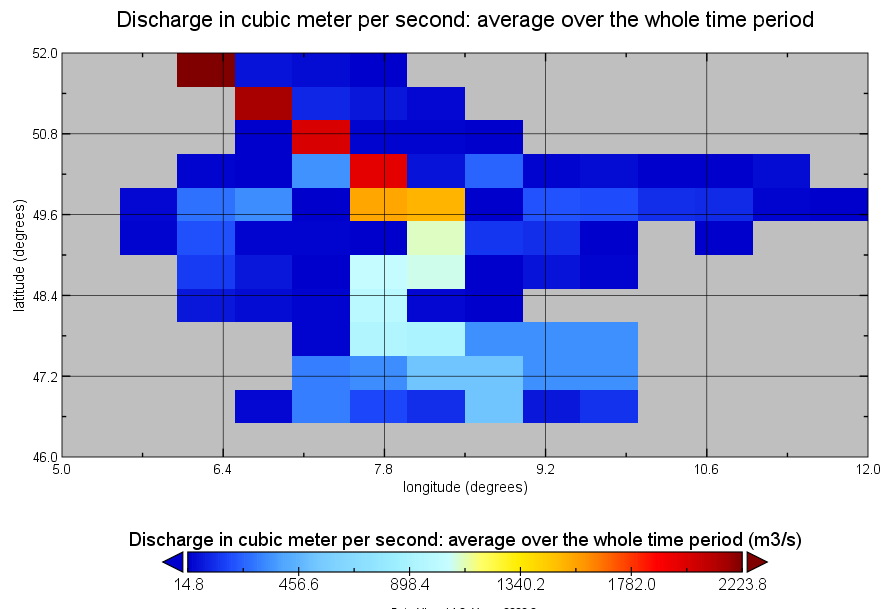 Discharge in cubic meter per second: average over the whole time period
52.0
50.8
49.6
48.4
47.2
46.0
latitude (degrees)
5.0 6.4 7.8 9.2 10.6 12.0
longitude (degrees)
Discharge in cubic meter per second: average over the whole time period (m3/s)
14.8 456.6 898.4 1340.2 1782.0 2223.8